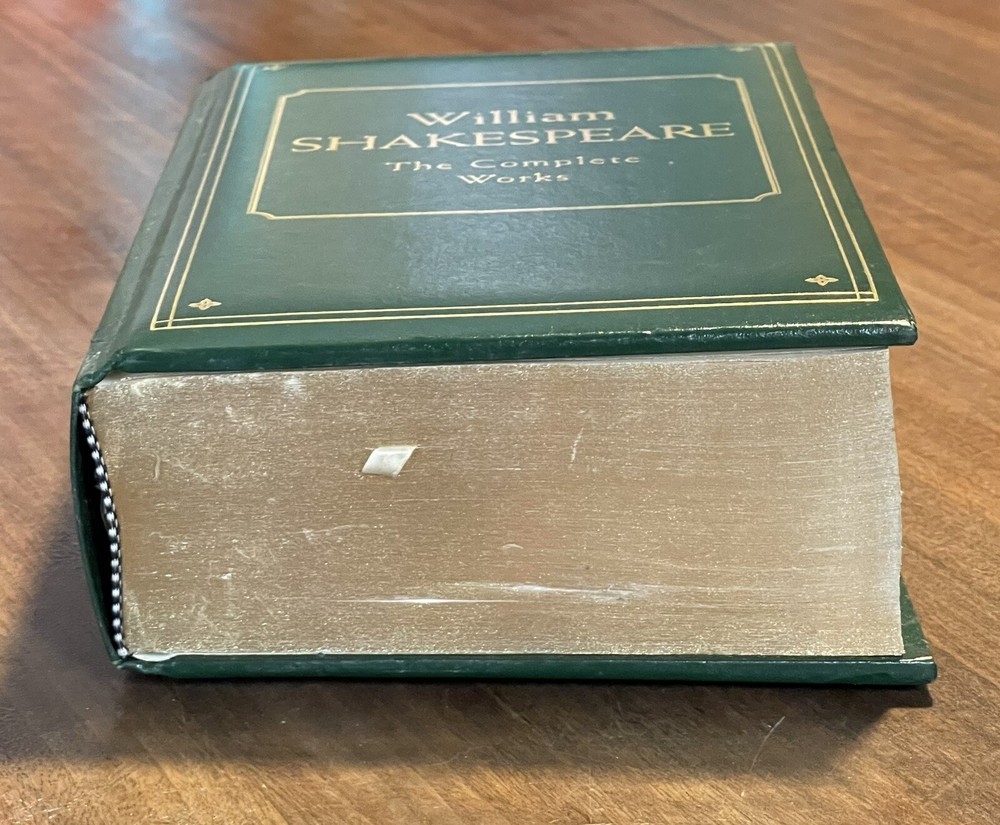 William
SHAKESPEARE
The Complete
Works